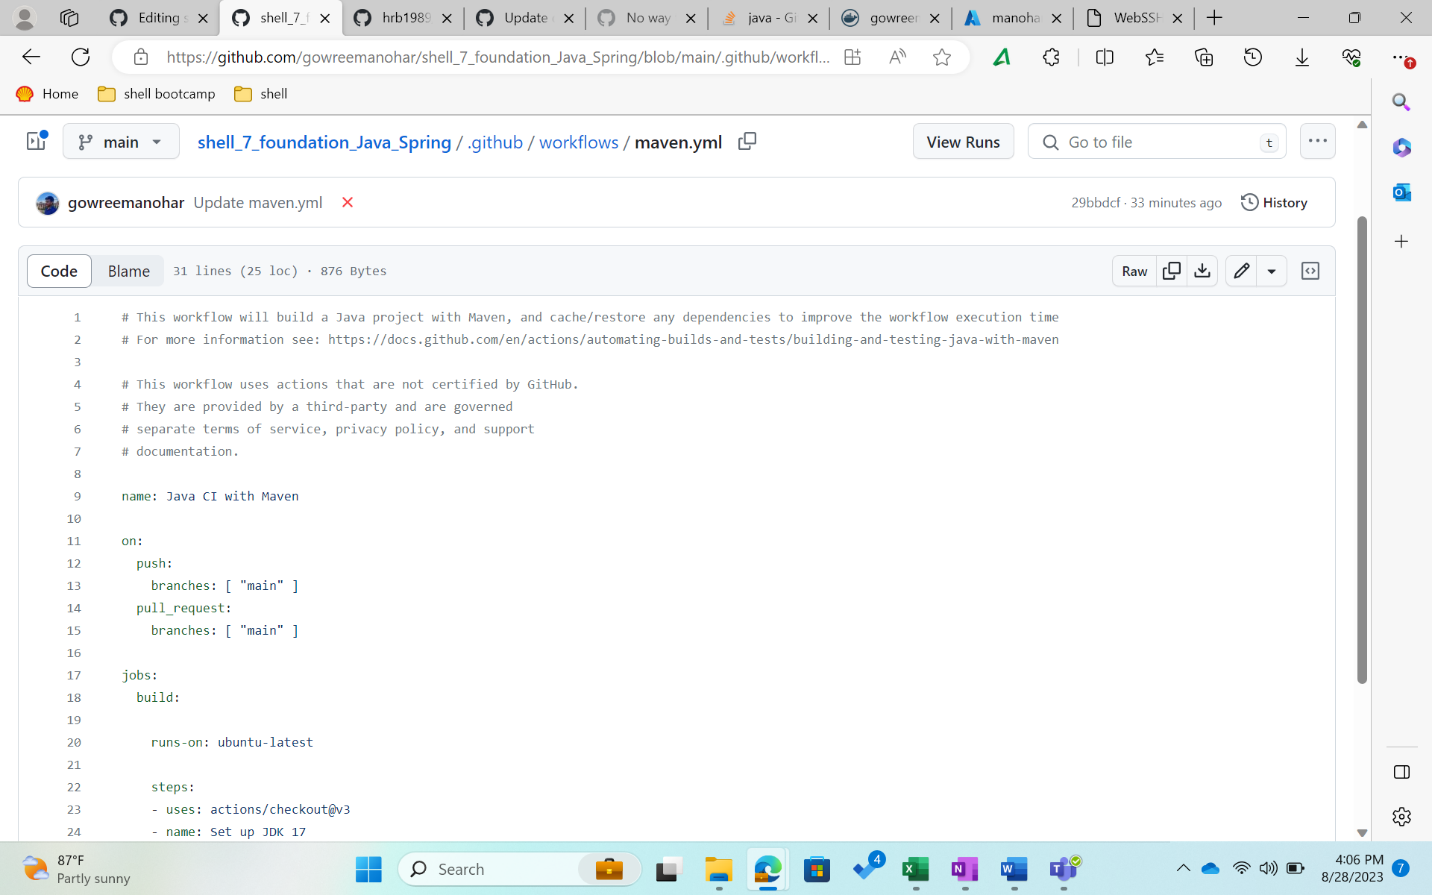 Editing s
shell_7_f
hrb1989
Update
No way
java - Gi
gowreer
manoha
WebSSH
https://github.com/gowreemanohar/shell_7_foundation_Java_Spring/blob/main/.github/workfl...
Home shell bootcamp shell
main shell_7_foundation_Java_Spring / .github / workflows / maven.yml View Runs Go to file t
gowreemanohar Update maven.yml 29bbdcf · 33 minutes ago History
Code Blame 31 lines (25 loc) · 876 Bytes Raw
1 # This workflow will build a Java project with Maven, and cache/restore any dependencies to improve the workflow execution time
2 # For more information see: https://docs.github.com/en/actions/automating-builds-and-tests/building-and-testing-java-with-maven
3
4 # This workflow uses actions that are not certified by GitHub.
5 # They are provided by a third-party and are governed
6 # separate terms of service, privacy policy, and support
7 # documentation.
8
9 name: Java CI with Maven
10
11 on:
12 push:
13 branches: [ "main" ]
14 pull_request:
15 branches: [ "main" ]
16
17 jobs:
18 build:
19
20 runs-on: ubuntu-latest
21
22 steps:
23 - uses: actions/checkout@v3
24 - name: Set up JDK 17
87°F
Partly sunny
Search
4
4:06 PM
8/28/2023
7